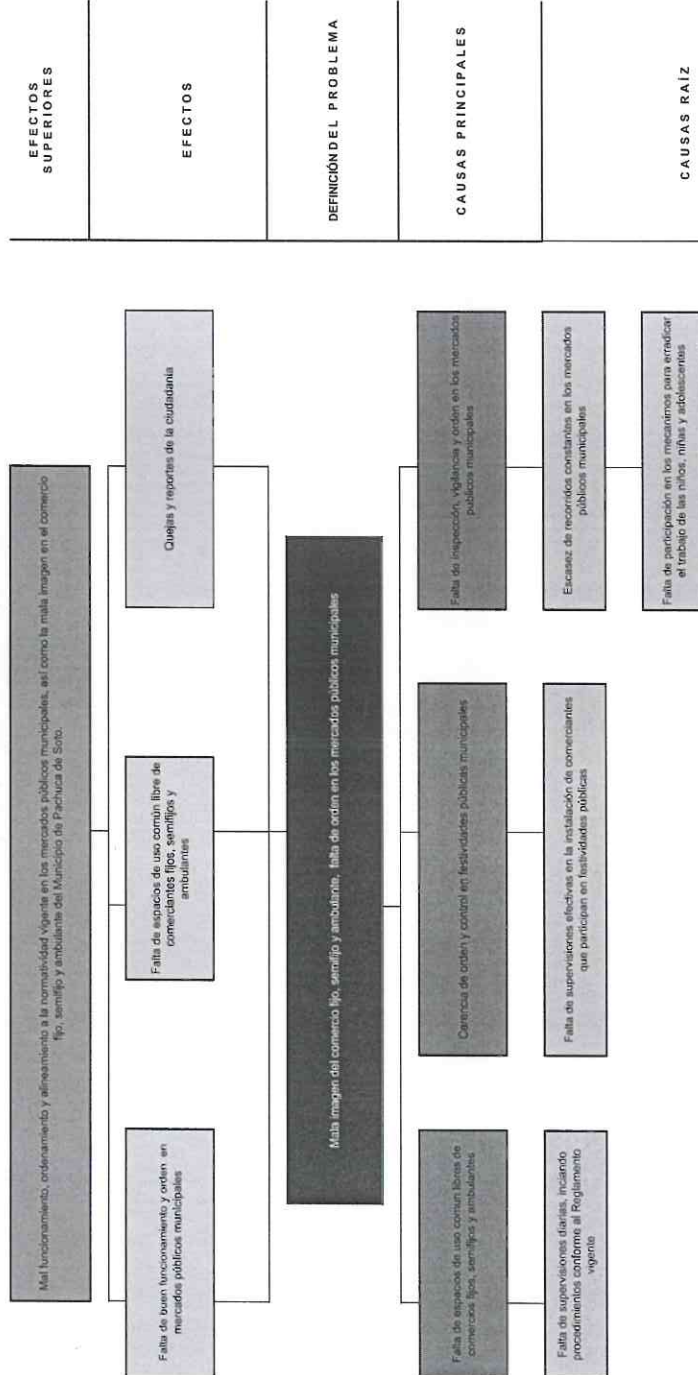 EFECTOS
SUPERIORES
Mal funcionamiento, ordenamiento y alineamiento a la normatividad vigente en los mercados públicos municipales, así como la mala imagen en el comercio
fijo, semifijo y ambulante del Municipio de Pachuca de Soto.
EFECTOS
Falta de buen funcionamiento y orden en
mercados públicos municipales
Falta de espacios de uso común libre de
comerciantes fijos, semifijos y
ambulantes
Quejas y reportes de la ciudadanía
DEFINICIÓN DEL PROBLEMA
Mala imagen del comercio fijo, semifijo y ambulante, falta de orden en los mercados públicos municipales
CAUSAS PRINCIPALES
Falta de espacios de uso comun libres de
comercios fijos, semifijos y ambulantes
Carencia de orden y control en festividades públicas municipales
Falta de inspección, vigilancia y orden en los mercados
públicos municipales
CAUSAS RAÍZ
Falta de supervisiones diarias, inciando
procedimientos conforme al Reglamento
vigente
Falta de supervisiones efectivas en la instalación de comerciantes
que participan en festividades públicas
Escasez de recorridos constantes en los mercados
públicos municipales
Falta de participación en los mecanimos para erradicar
el trabajo de las niños, niñas y adolescentes